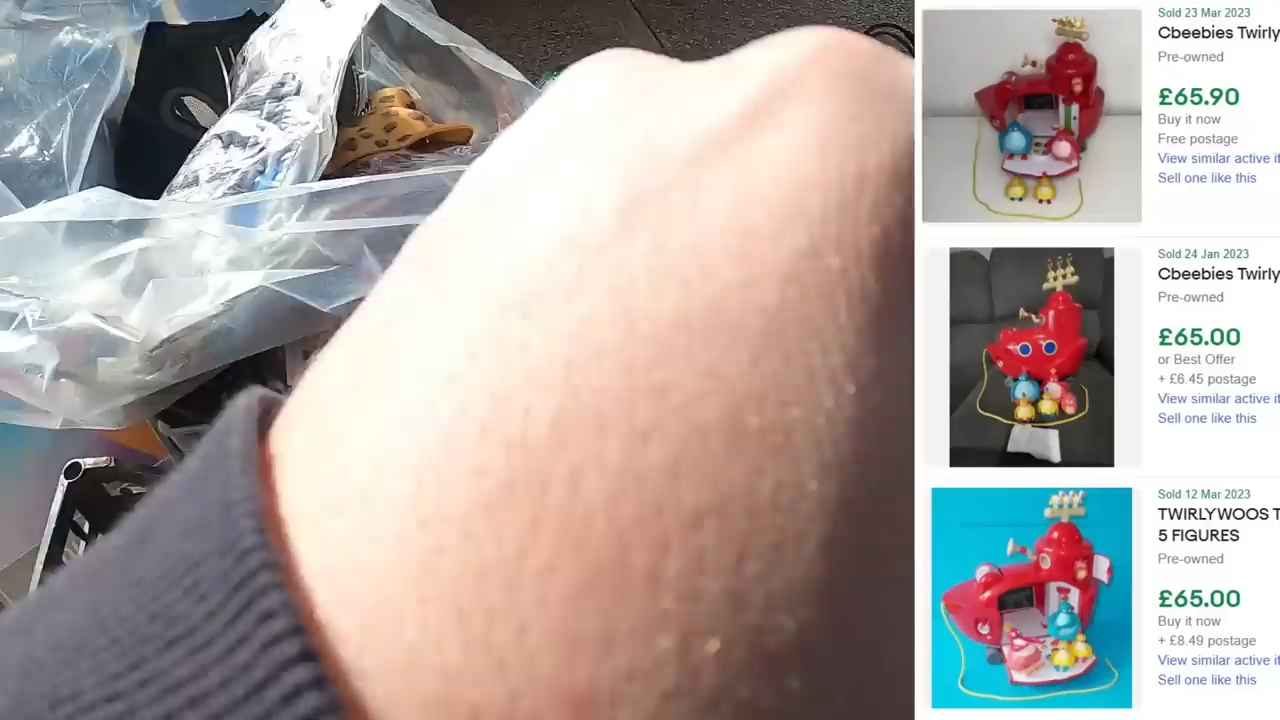 Sold 23 Mar 2023
Cbeebies Twirly
Pre-owned
£65.90
Buy it now
Free postage
View similar active it
Sell one like this
Sold 24 Jan 2023
Cbeebies Twirly
Pre-owned
£65.00
or Best Offer
+ £6.45 postage
View similar active it
Sell one like this
Sold 12 Mar 2023
TWIRLYWOOS T
5 FIGURES
Pre-owned
£65.00
Buy it now
+ £8.49 postage
View similar active it
Sell one like this